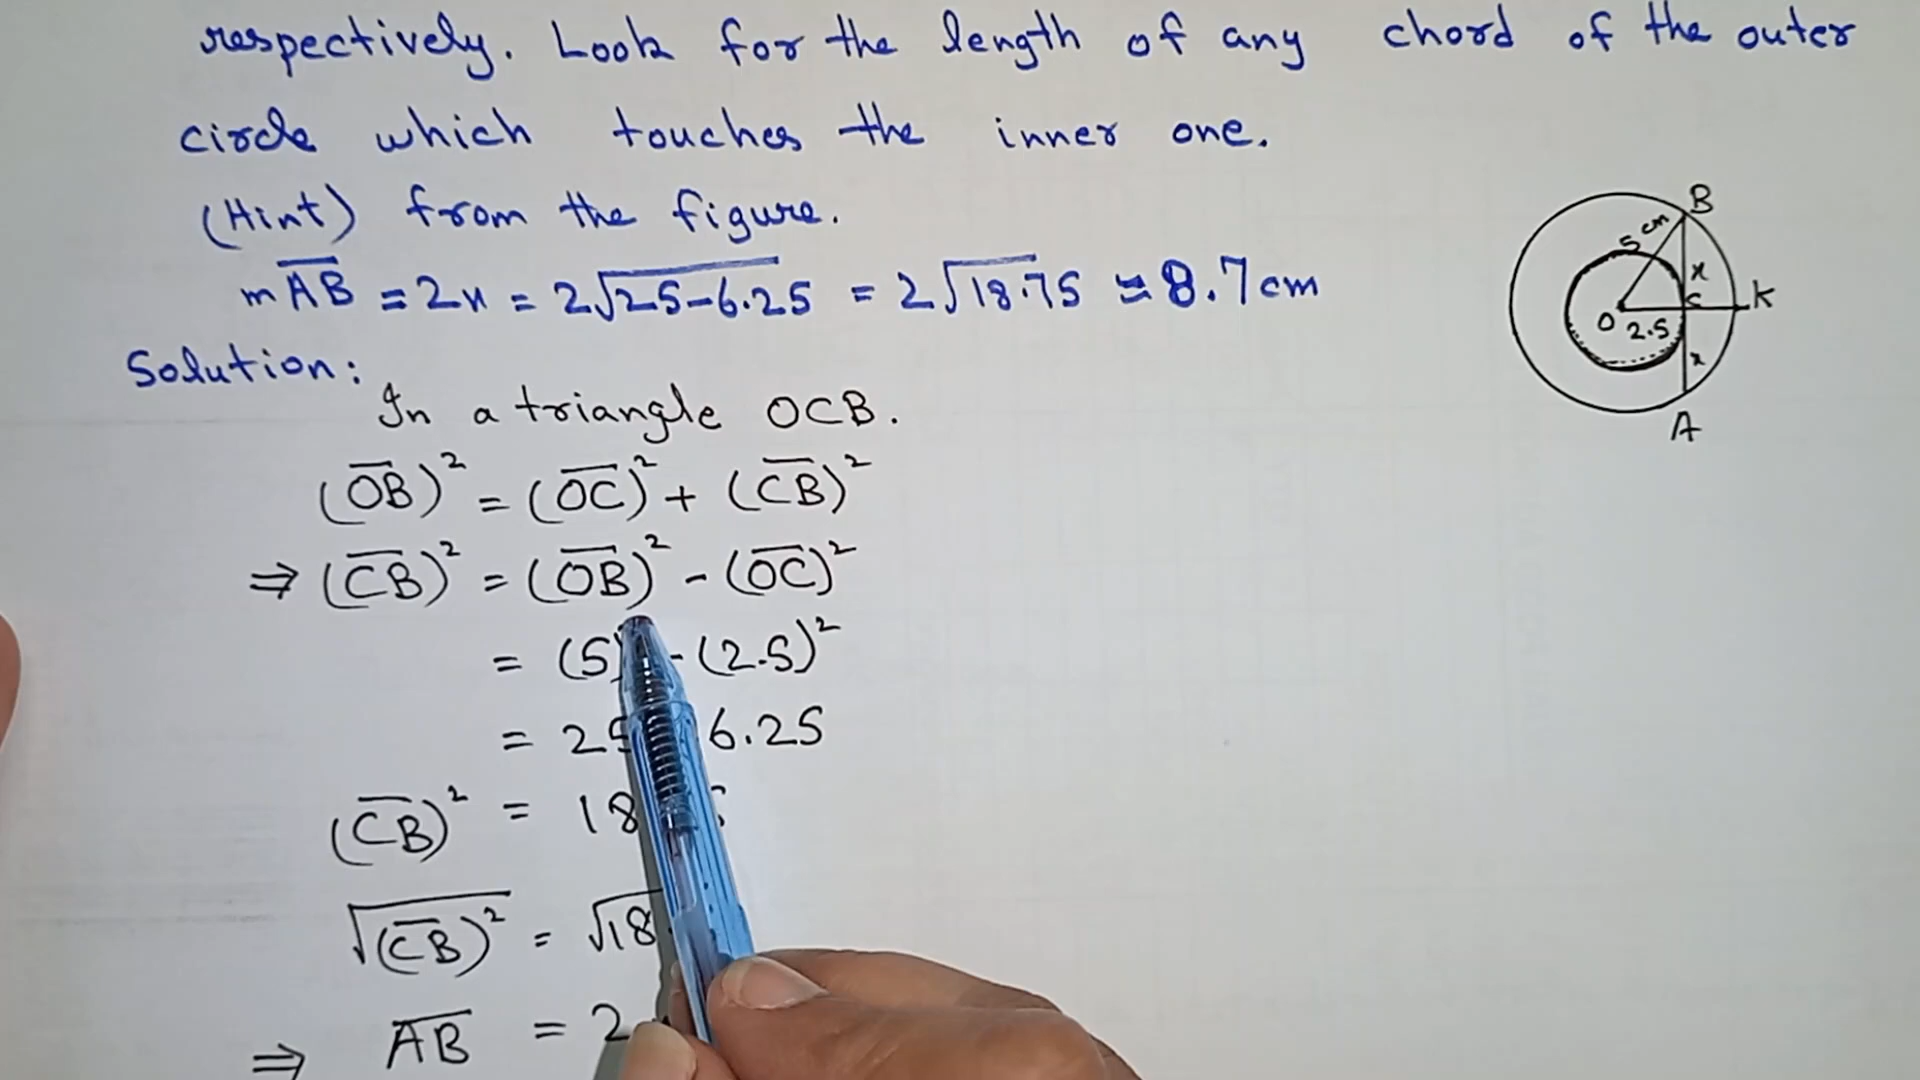 respectively. Look for the length of any chord of the outer
circle which touches the inner one.
(Hint) from the figure.
mAB = 2x = 2√25-6.25 = 2√18.75 ≈ 8.7cm
B
5 cm
x
C
K
O
2.5
x
A
Solution:
In a triangle OCB.
(OB)² = (OC)² + (CB)²
⇒ (CB)² = (OB)² - (OC)²
= (5) - (2.5)²
= 25 6.25
(CB)² = 18
√(CB)² = √18
⇒ AB = 2